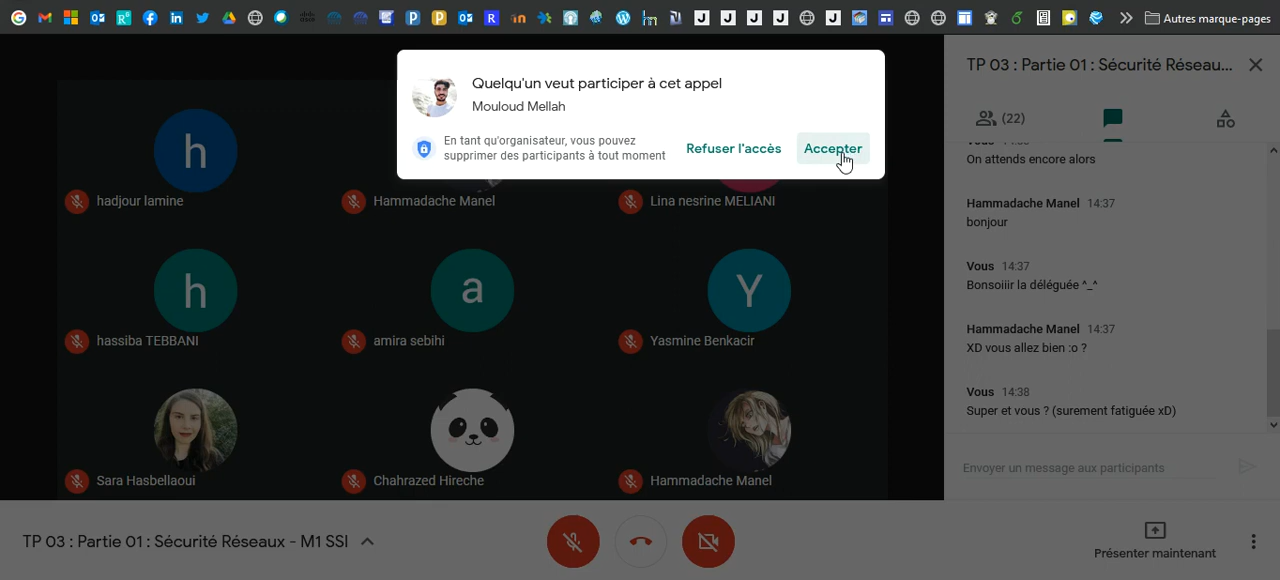 Autres marque-pages
Quelqu'un veut participer à cet appel
Mouloud Mellah
En tant qu'organisateur, vous pouvez
supprimer des participants à tout moment
Refuser l'accès
Accepter
h
hadjour lamine
Hammadache Manel
Lina nesrine MELIANI
h
hassiba TEBBANI
a
amira sebihi
Y
Yasmine Benkacir
Sara Hasbellaoui
Chahrazed Hireche
Hammadache Manel
TP 03 : Partie 01 : Sécurité Réseau...
(22)
On attends encore alors
Hammadache Manel 14:37
bonjour
Vous 14:37
Bonsoiiir la déléguée ^_^
Hammadache Manel 14:37
XD vous allez bien :o ?
Vous 14:38
Super et vous ? (surement fatiguée xD)
Envoyer un message aux participants
TP 03 : Partie 01 : Sécurité Réseaux - M1 SSI
Présenter maintenant